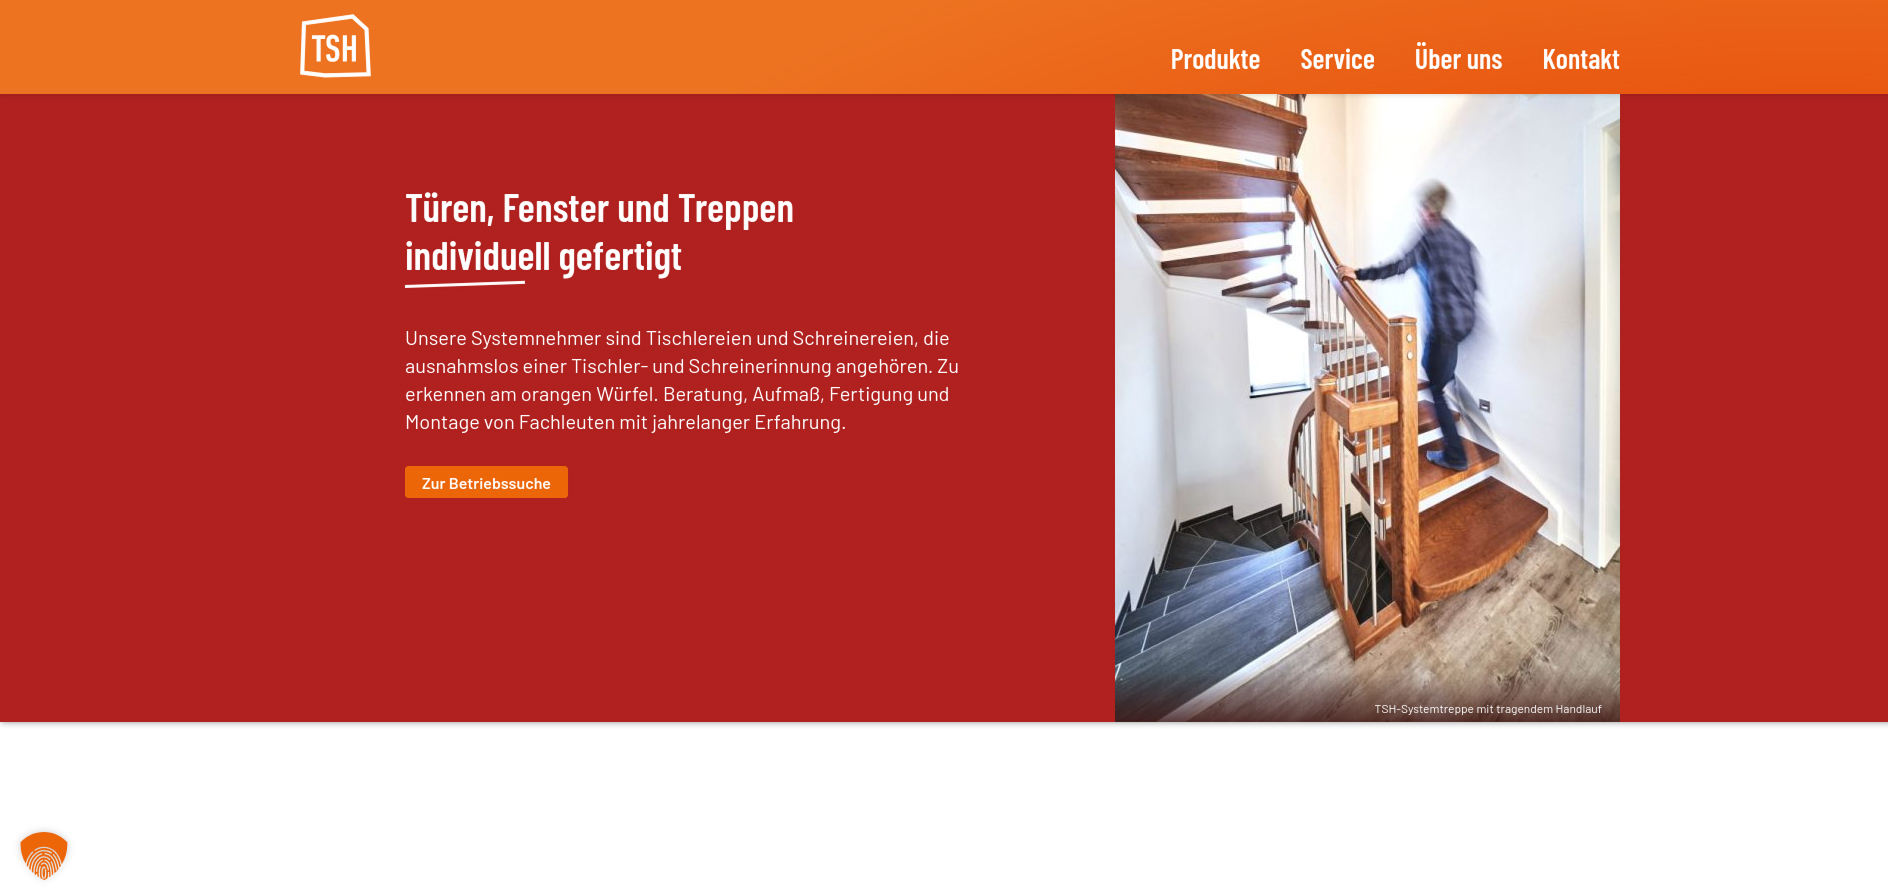 TSH
Produkte
Service
Über uns
Kontakt
Türen, Fenster und Treppen
individuell gefertigt
Unsere Systemnehmer sind Tischlereien und Schreinereien, die
ausnahmslos einer Tischler- und Schreinerinnung angehören. Zu
erkennen am orangen Würfel. Beratung, Aufmaß, Fertigung und
Montage von Fachleuten mit jahrelanger Erfahrung.
Zur Betriebssuche
TSH-Systemtreppe mit tragendem Handlauf